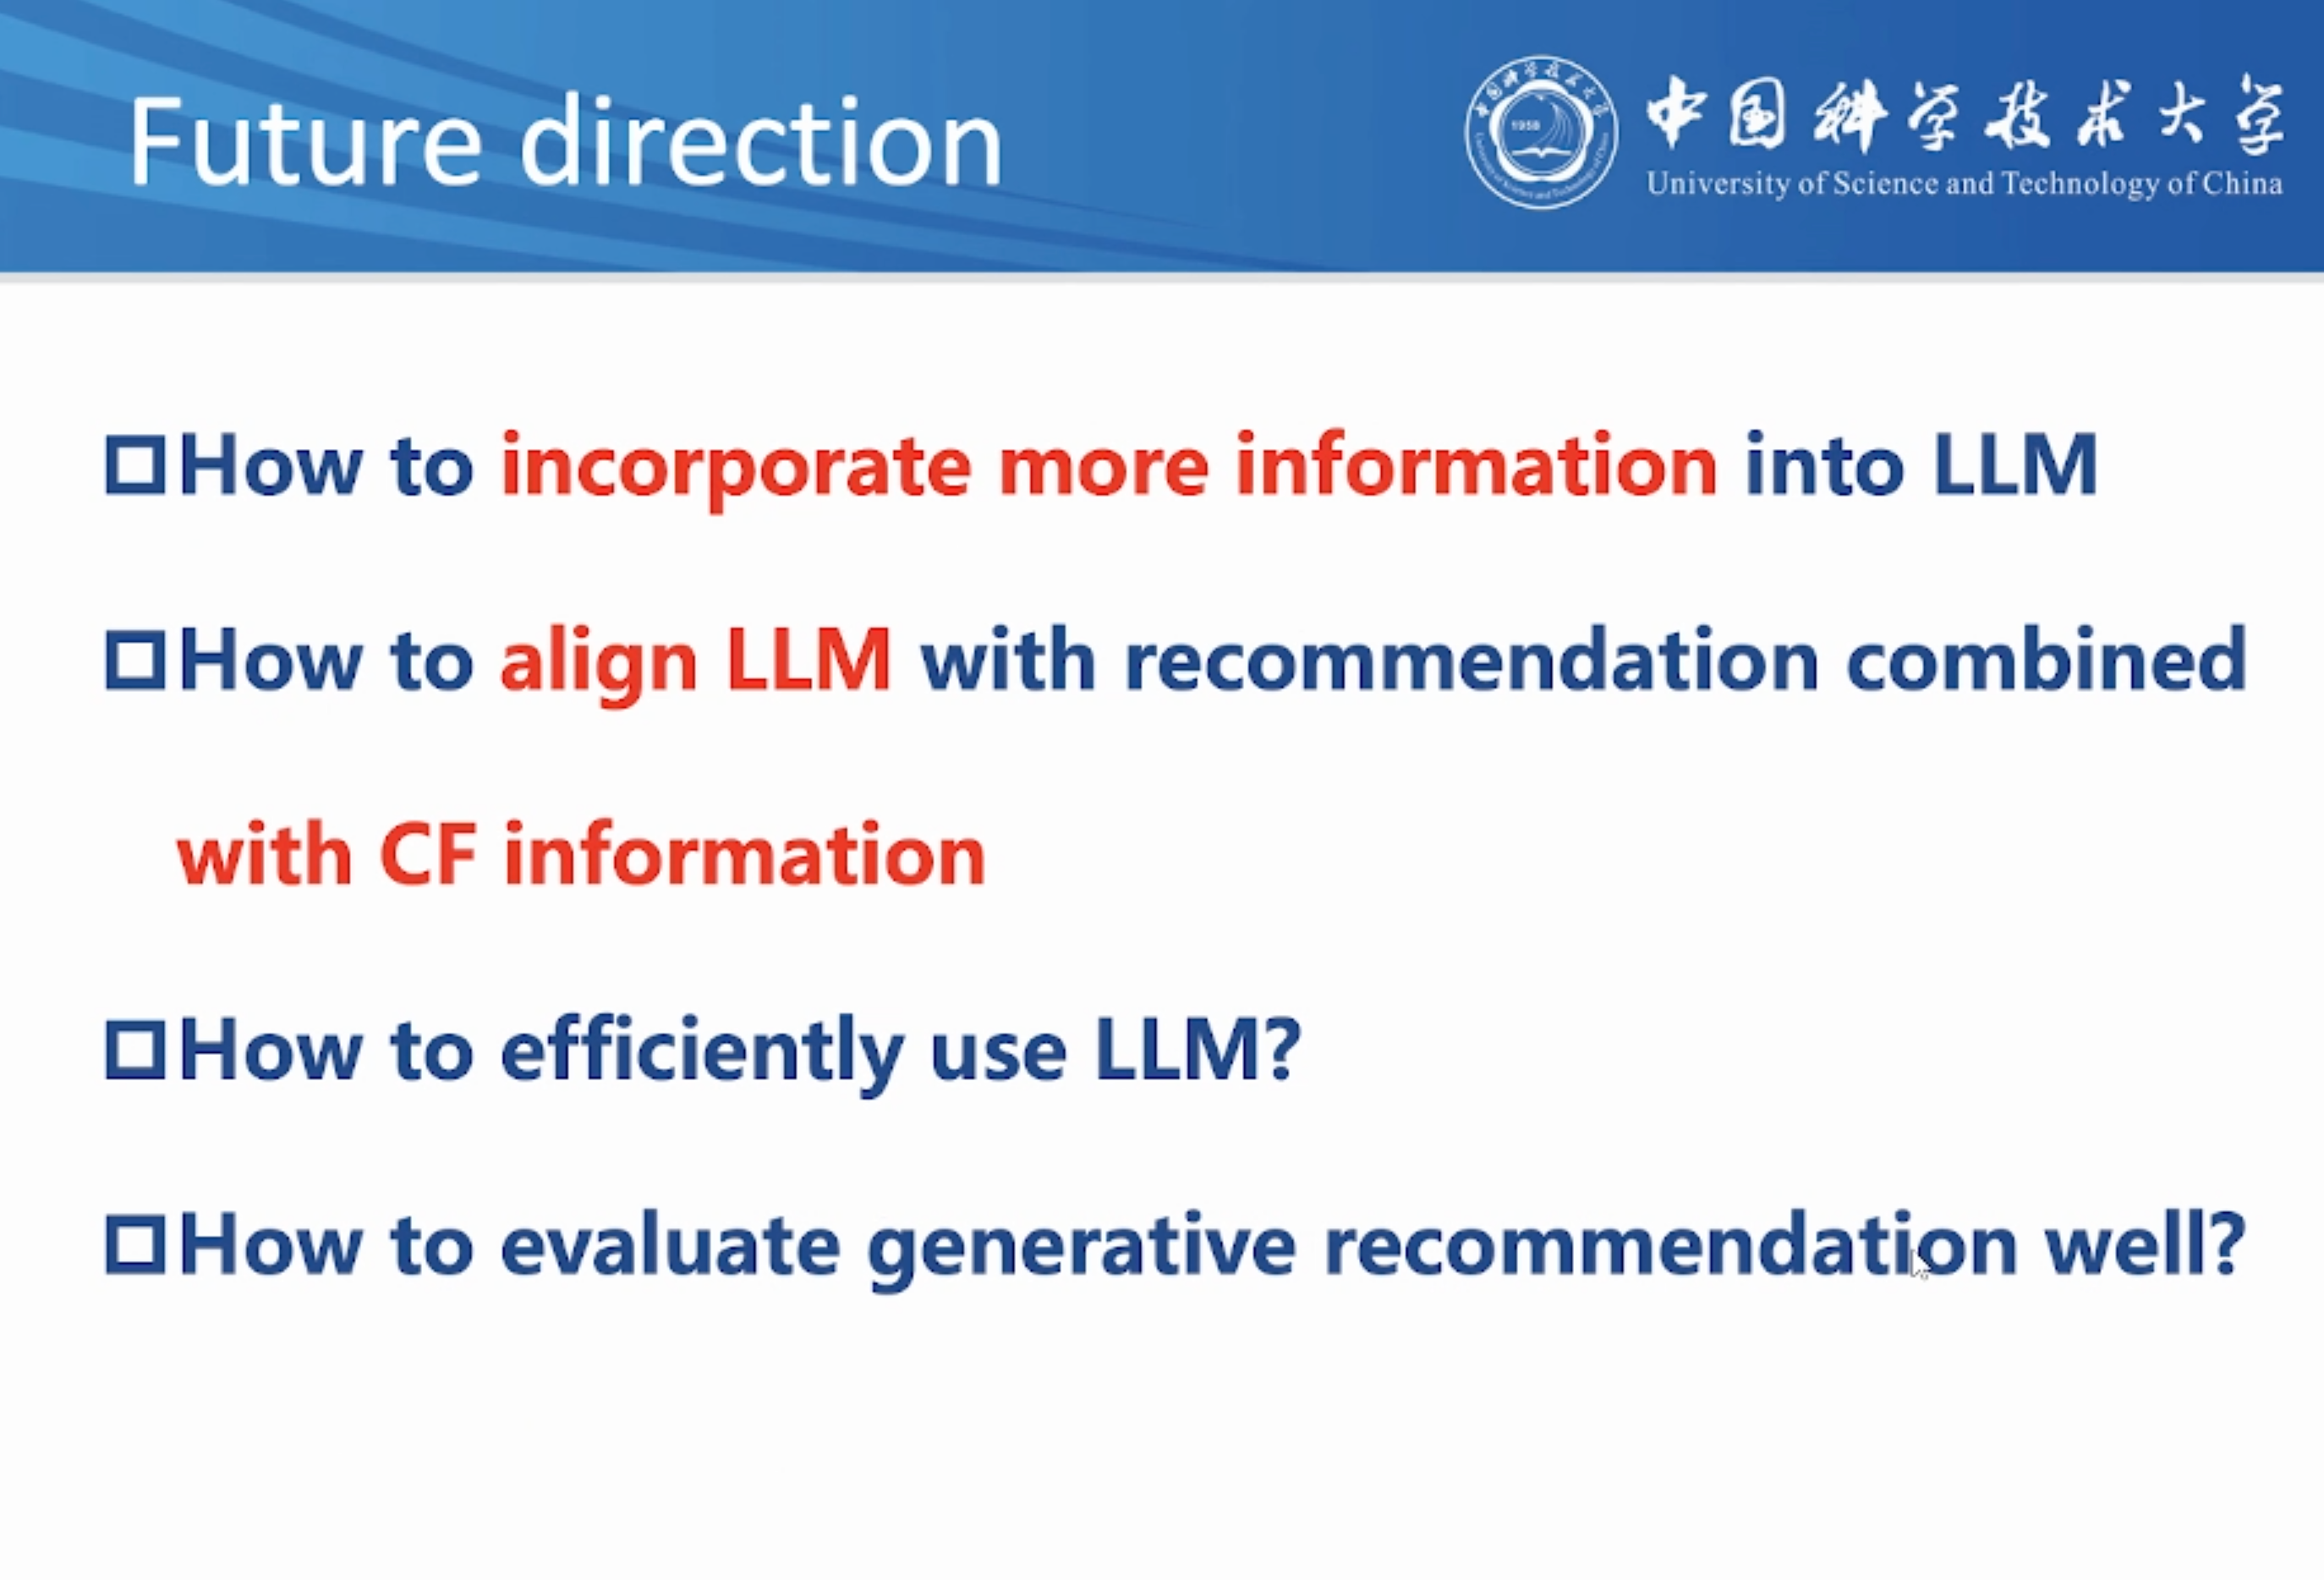 Future direction
中国科学技术大学
University of Science and Technology of China
1958
How to incorporate more information into LLM
How to align LLM with recommendation combined
with CF information
How to efficiently use LLM?
How to evaluate generative recommendation well?